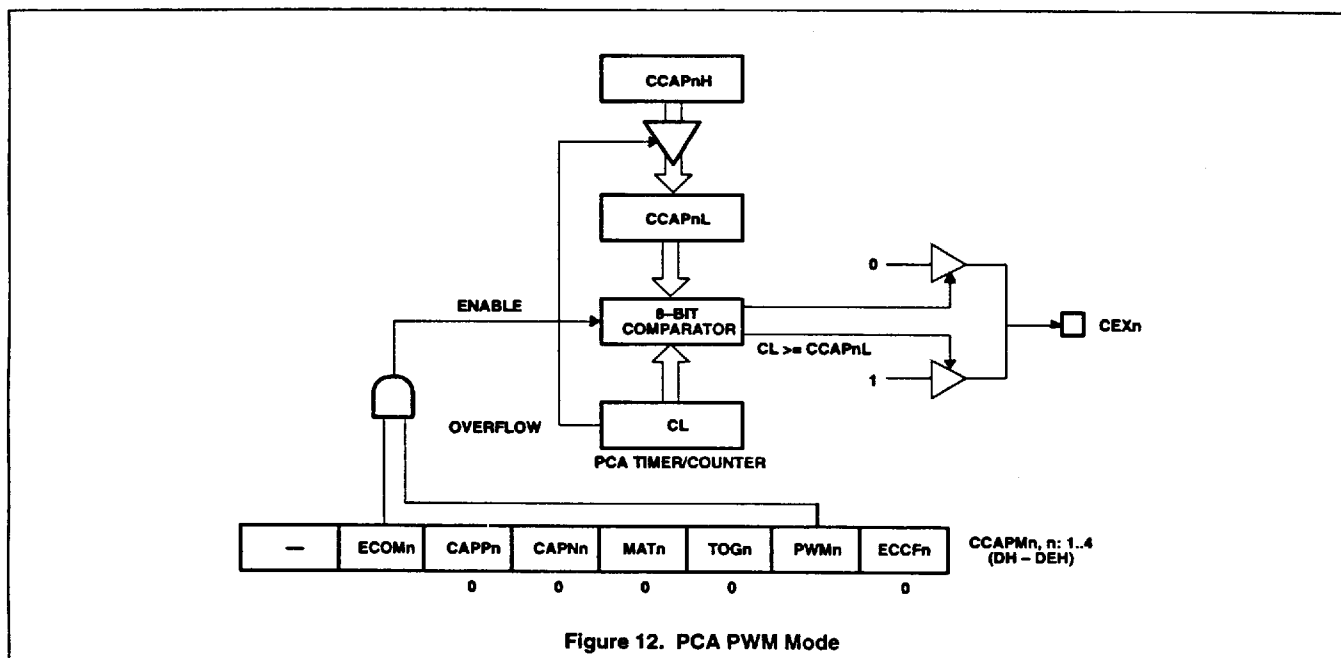 CCAPnH
CCAPnL
0
ENABLE
8–BIT
COMPARATOR
CEXn
CL >= CCAPnL
1
OVERFLOW
CL
PCA TIMER/COUNTER
— ECOMn CAPPn CAPNn MATn TOGn PWMn ECCFn
CCAPMn, n: 1..4
(DH – DEH)
0 0 0 0 0
Figure 12. PCA PWM Mode